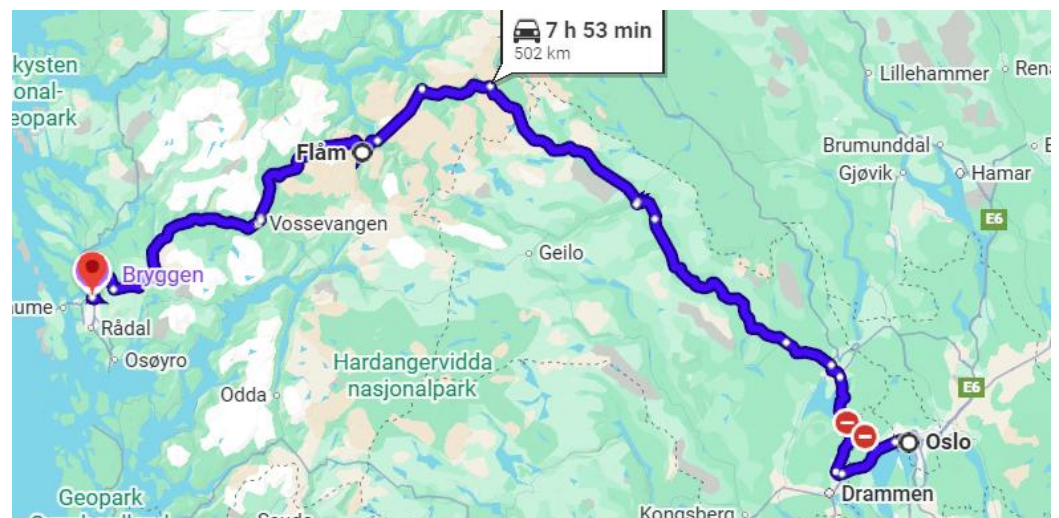 7 h 53 min
502 km
kysten
onal-
eopark
Lillehammer
Rena
Brumunddal
Gjøvik
Hamar
E6
Flåm
Vossevangen
Geilo
Bryggen
Rådal
Osøyro
Hardangervidda
nasjonalpark
Odda
E6
Oslo
Drammen
Kongsberg
Geopark